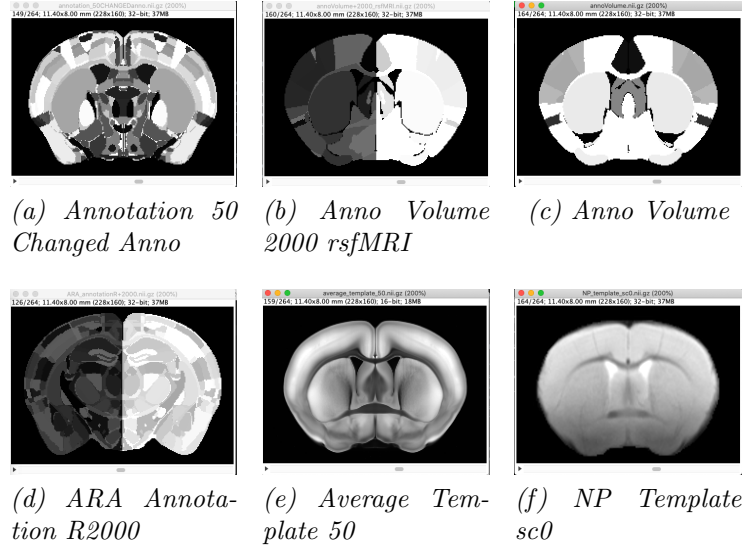 annotation_50CHANGEDanno.nii.gz (200%)
149/264; 11.40x8.00 mm (228x160); 32-bit; 37MB
annoVolume+2000_rsfMRI.nii.gz (200%)
160/264; 11.40x8.00 mm (228x160); 32-bit; 37MB
annoVolume.nii.gz (200%)
164/264; 11.40x8.00 mm (228x160); 32-bit; 37MB
(a) Annotation 50
Changed Anno
(b) Anno Volume
2000 rsfMRI
(c) Anno Volume
ARA_annotationR+2000.nii.gz (200%)
126/264; 11.40x8.00 mm (228x160); 32-bit; 37MB
average_template_50.nii.gz (200%)
159/264; 11.40x8.00 mm (228x160); 16-bit; 18MB
NP_template_sc0.nii.gz (200%)
164/264; 11.40x8.00 mm (228x160); 32-bit; 37MB
(d) ARA Annota-
tion R2000
(e) Average Tem-
plate 50
(f) NP Template
sc0